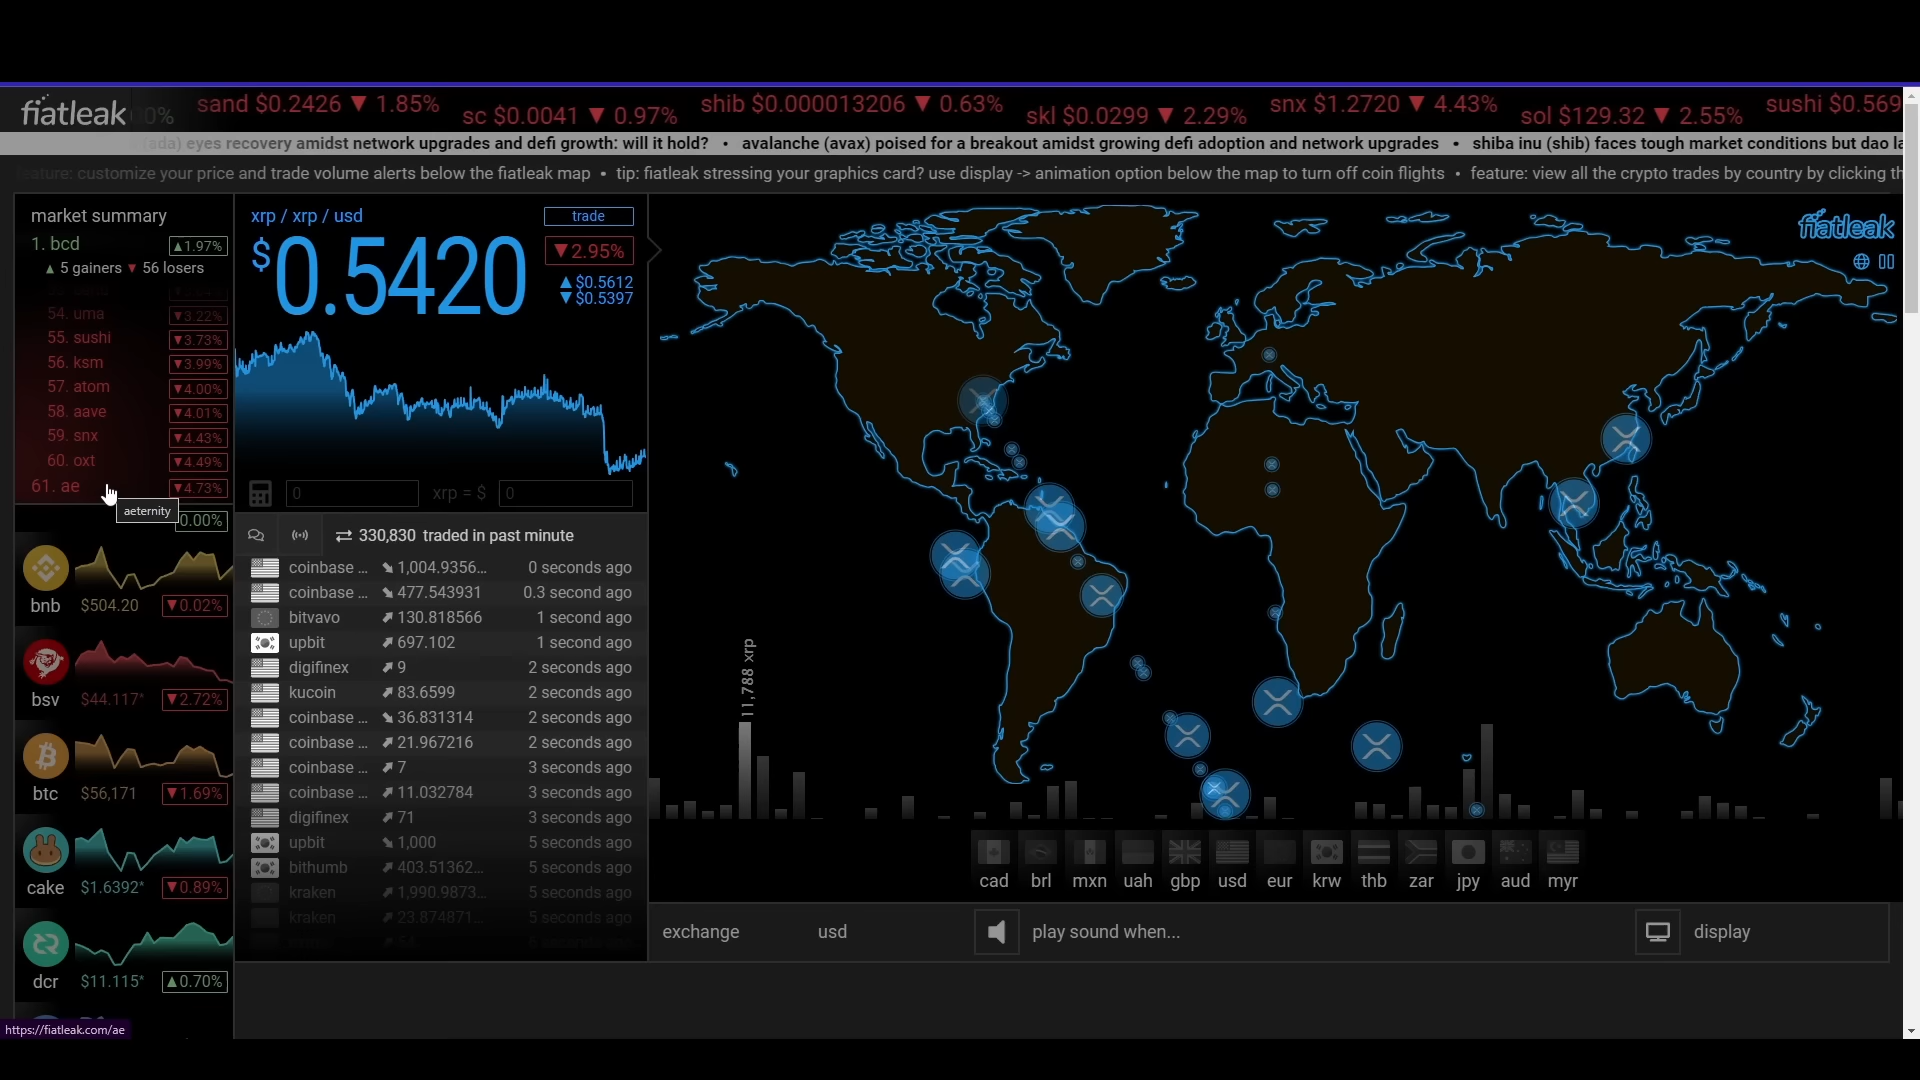 fiatleak
00%
sand $0.2426 ▼ 1.85%
sc $0.0041 ▼ 0.97%
shib $0.000013206 ▼ 0.63%
skl $0.0299 ▼ 2.29%
snx $1.2720 ▼ 4.43%
sol $129.32 ▼ 2.55%
sushi $0.569
(ada) eyes recovery amidst network upgrades and defi growth: will it hold? • avalanche (avax) poised for a breakout amidst growing defi adoption and network upgrades • shiba inu (shib) faces tough market conditions but dao la
feature: customize your price and trade volume alerts below the fiatleak map • tip: fiatleak stressing your graphics card? use display -> animation option below the map to turn off coin flights • feature: view all the crypto trades by country by clicking th
market summary
1. bcd ▲1.97%
▲ 5 gainers ▼ 56 losers
54. uma ▼3.22%
55. sushi ▼3.73%
56. ksm ▼3.99%
57. atom ▼4.00%
58. aave ▼4.01%
59. snx ▼4.43%
60. oxt ▼4.49%
61. ae ▼4.73%
aeternity
0.00%
bnb $504.20 ▼0.02%
bsv $44.117* ▼2.72%
btc $56,171 ▼1.69%
cake $1.6392* ▼0.89%
dcr $11.115* ▲0.70%
https://fiatleak.com/ae
xrp / xrp / usd
trade
$0.5420
▼2.95%
▲$0.5612
▼$0.5397
0 xrp = $ 0
330,830 traded in past minute
coinbase ... 1,004.9356... 0 seconds ago
coinbase ... 477.543931 0.3 second ago
bitvavo 130.818566 1 second ago
upbit 697.102 1 second ago
digifinex 9 2 seconds ago
kucoin 83.6599 2 seconds ago
coinbase ... 36.831314 2 seconds ago
coinbase ... 21.967216 2 seconds ago
coinbase ... 7 3 seconds ago
coinbase ... 11.032784 3 seconds ago
digifinex 71 3 seconds ago
upbit 1,000 5 seconds ago
bithumb 403.51362... 5 seconds ago
kraken 1,990.9873... 5 seconds ago
kraken 23.874871... 5 seconds ago
fiatleak
11,788 xrp
cad brl mxn uah gbp usd eur krw thb zar jpy aud myr
exchange usd
play sound when...
display